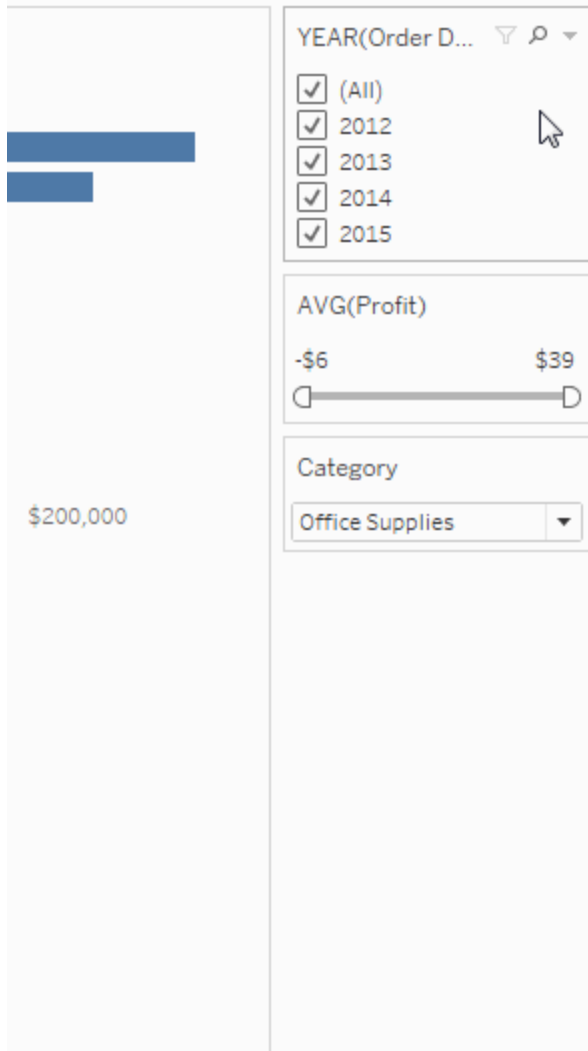 YEAR(Order D...
(All)
2012
2013
2014
2015
AVG(Profit)
-$6 $39
Category
Office Supplies
$200,000